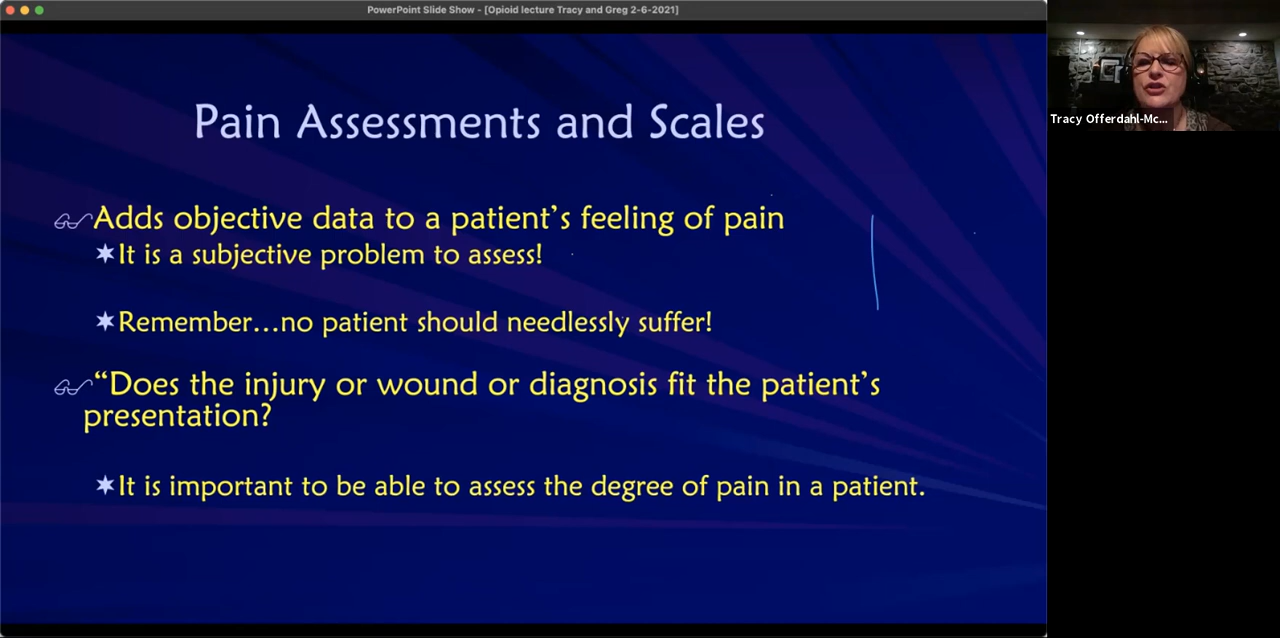 PowerPoint Slide Show - [Opioid lecture Tracy and Greg 2-6-2021]
Pain Assessments and Scales
Adds objective data to a patient’s feeling of pain
It is a subjective problem to assess!
Remember…no patient should needlessly suffer!
“Does the injury or wound or diagnosis fit the patient’s
presentation?
It is important to be able to assess the degree of pain in a patient.
Tracy Offerdahl-Mc...